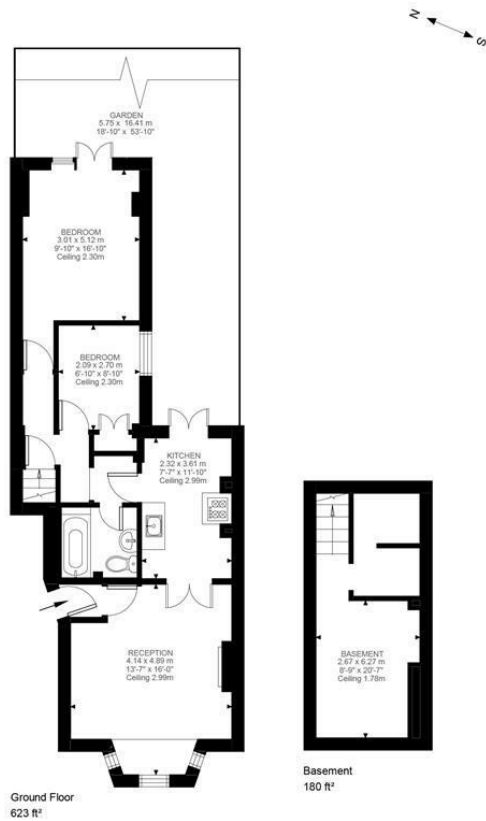 N
S
GARDEN
5.75 x 16.41 m
18'-10" x 53'-10"
BEDROOM
3.01 x 5.12 m
9'-10" x 16'-10"
Ceiling 2.30m
BEDROOM
2.09 x 2.70 m
6'-10" x 8'-10"
Ceiling 2.30m
KITCHEN
2.32 x 3.61 m
7'-7" x 11'-10"
Ceiling 2.99m
RECEPTION
4.14 x 4.89 m
13'-7" x 16'-0"
Ceiling 2.99m
BASEMENT
2.67 x 6.27 m
8'-9" x 20'-7"
Ceiling 1.78m
Ground Floor
623 ft²
Basement
180 ft²